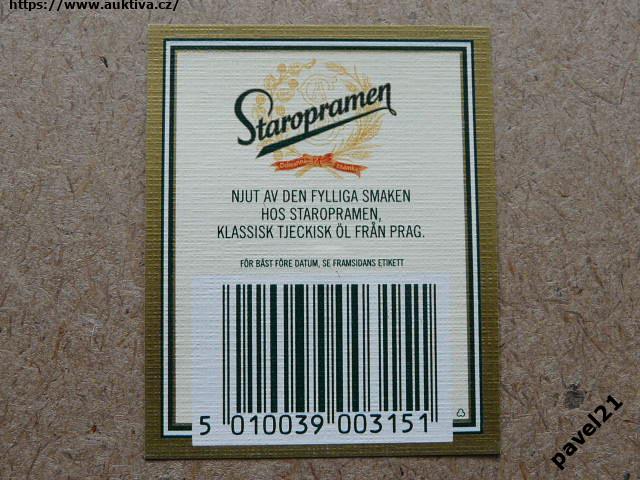 https://www.auktiva.cz/
Staropramen
NJUT AV DEN FYLLIGA SMAKEN
HOS STAROPRAMEN,
KLASSISK TJECKISK ÖL FRÅN PRAG.
FÖR BÄST FÖRE DATUM, SE FRAMSIDANS ETIKETT
5 010039 003151
pavel21